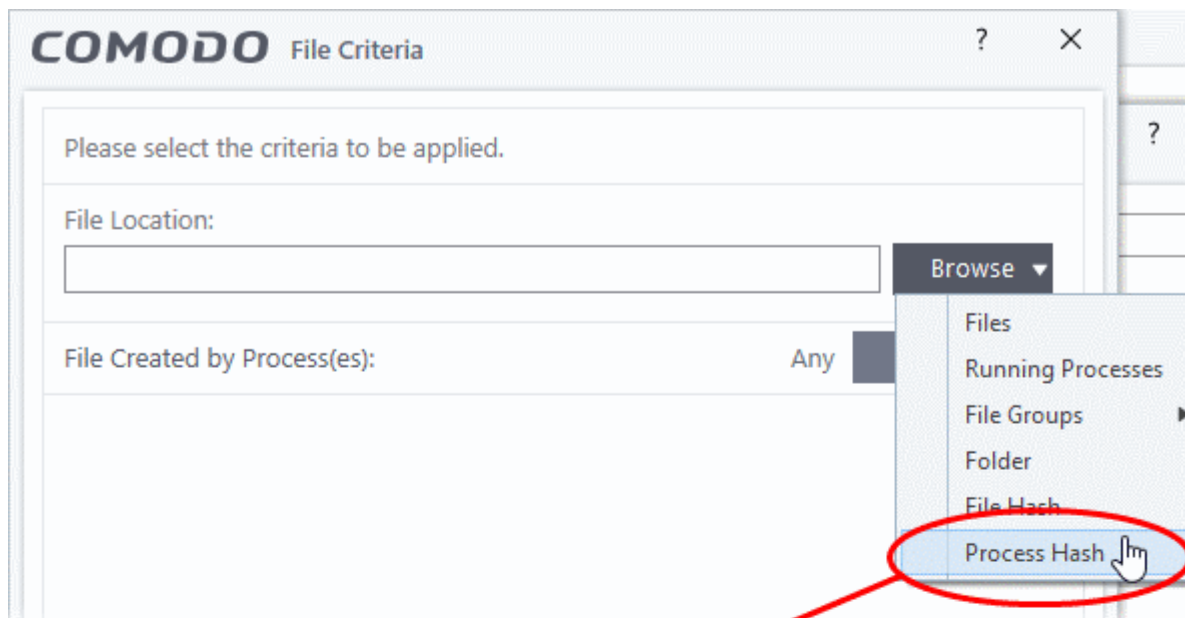 COMODO File Criteria ?
?
Please select the criteria to be applied.
File Location:
Browse
File Created by Process(es): Any
Files
Running Processes
File Groups
Folder
File Hash
Process Hash